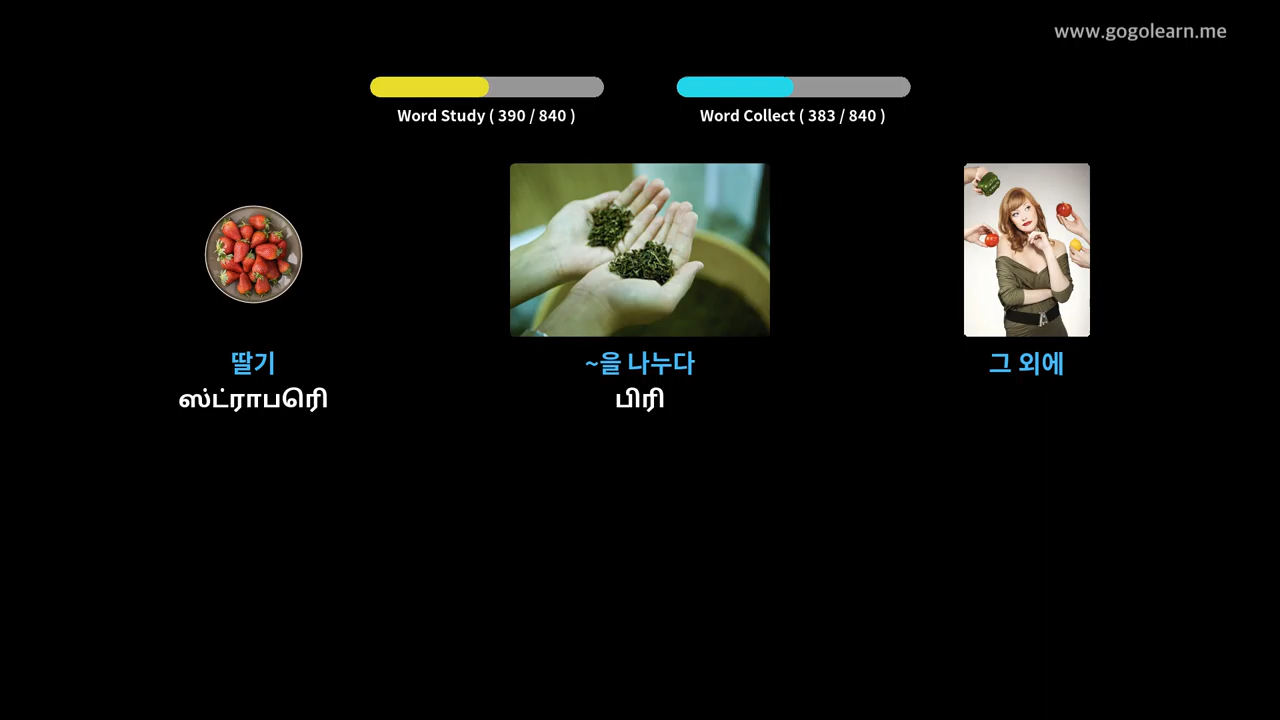 www.gogolearn.me
Word Study ( 390 / 840 )
Word Collect ( 383 / 840 )
딸기
ஸ்ட்ராபெரி
~을 나누다
பிரி
그 외에